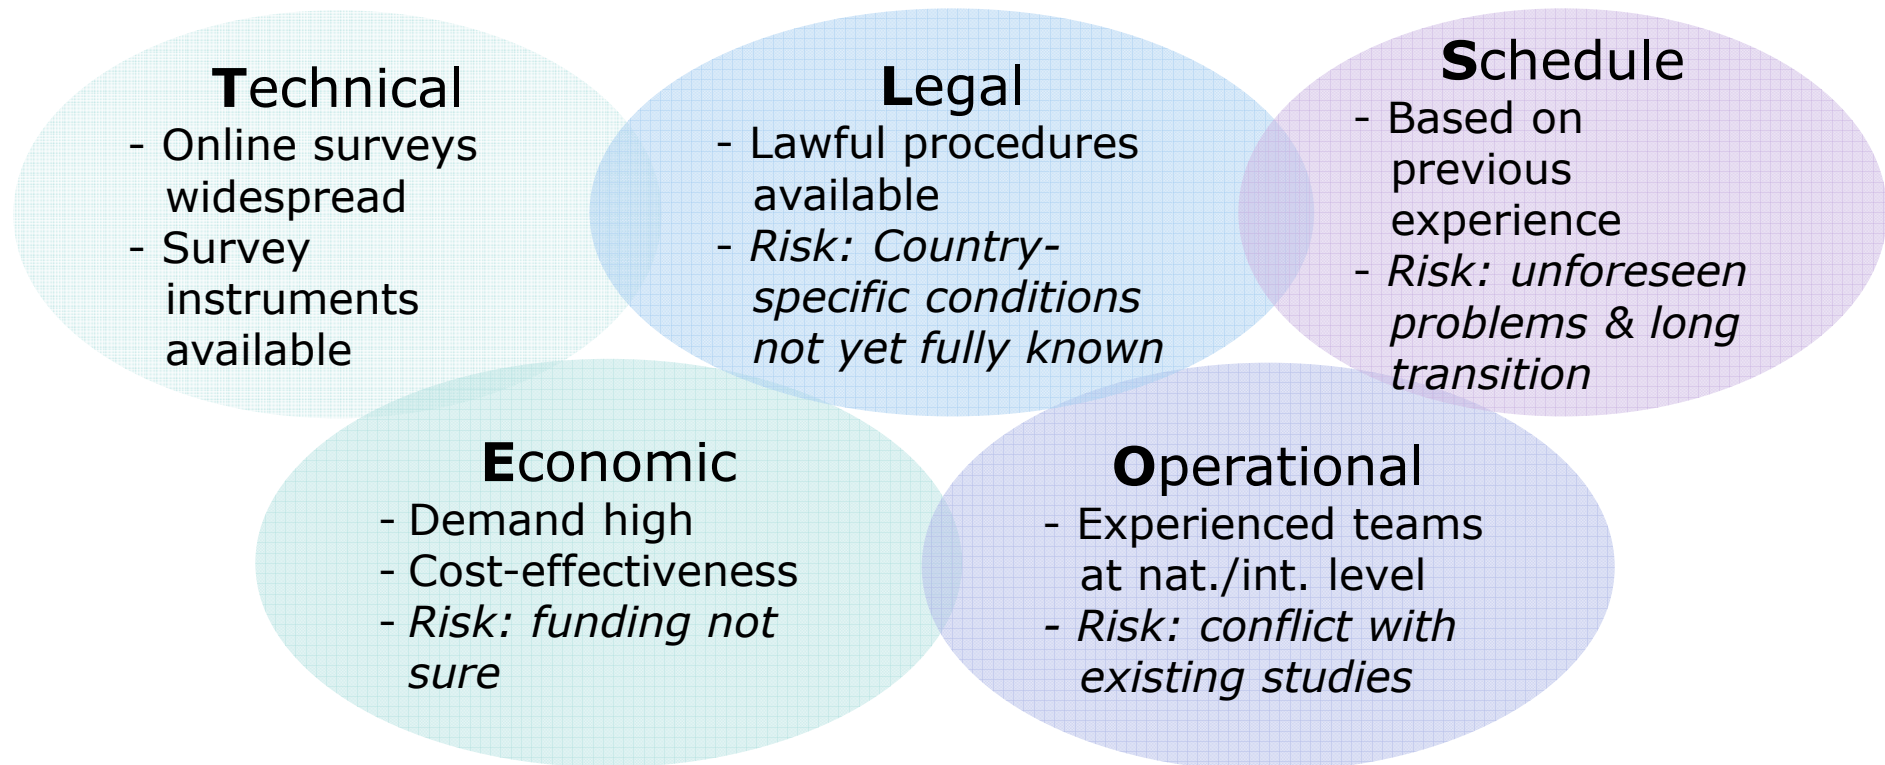 Technical
- Online surveys
widespread
- Survey
instruments
available
Legal
- Lawful procedures
available
- Risk: Country-
specific conditions
not yet fully known
Schedule
- Based on
previous
experience
- Risk: unforeseen
problems & long
transition
Economic
- Demand high
- Cost-effectiveness
- Risk: funding not
sure
Operational
- Experienced teams
at nat./int. level
- Risk: conflict with
existing studies